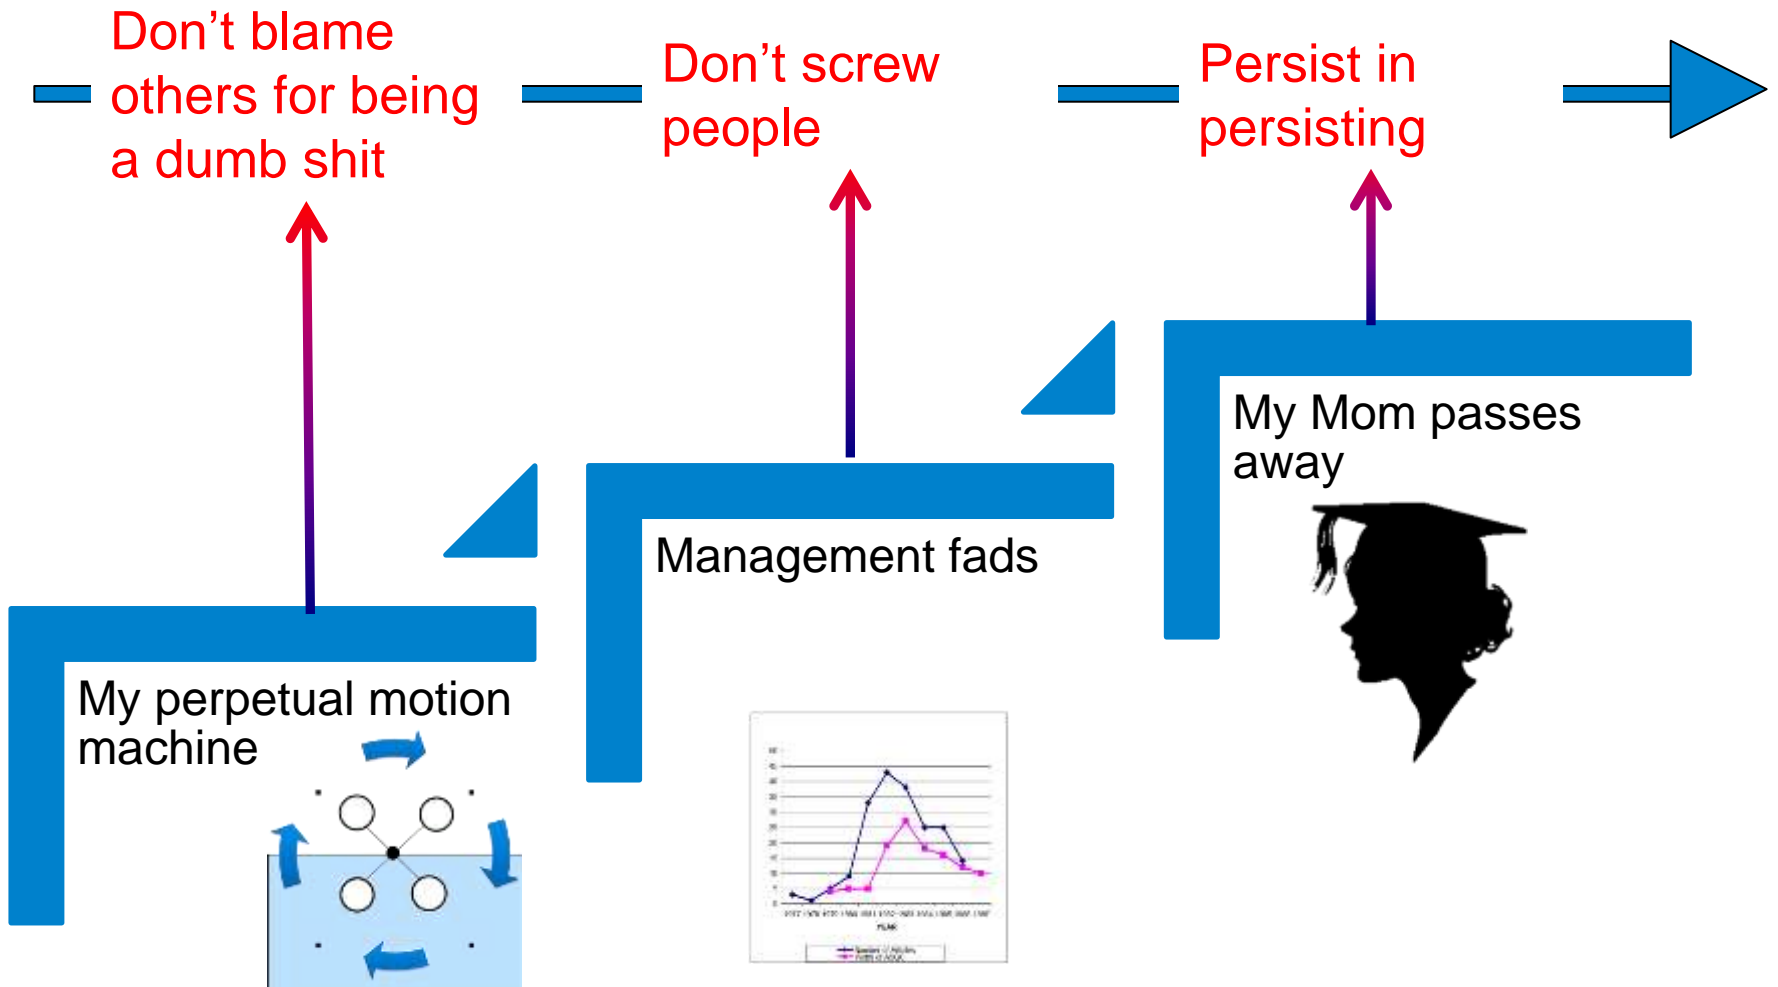 Don't blame
others for being
a dumb shit
Don't screw
people
Persist in
persisting
My Mom passes
away
Management fads
My perpetual motion
machine
YEAR